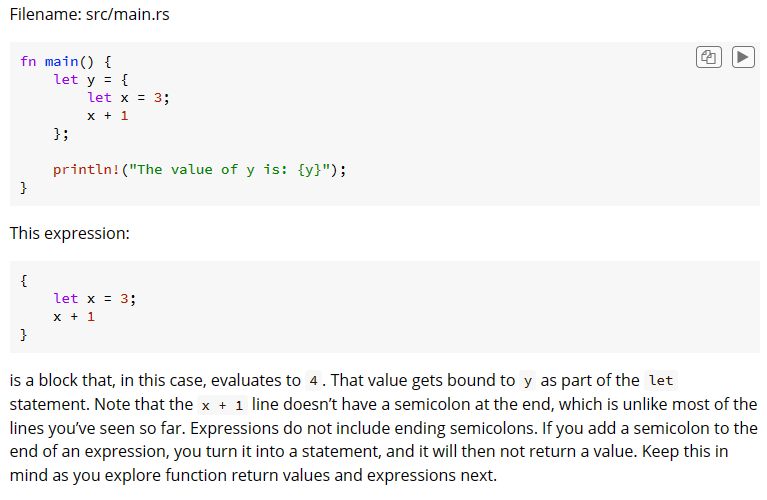 Filename: src/main.rs
fn main() {
    let y = {
        let x = 3;
        x + 1
    };

    println!("The value of y is: {y}");
}
This expression:
{
    let x = 3;
    x + 1
}
is a block that, in this case, evaluates to 4. That value gets bound to y as part of the let
statement. Note that the x + 1 line doesn’t have a semicolon at the end, which is unlike most of the
lines you’ve seen so far. Expressions do not include ending semicolons. If you add a semicolon to the
end of an expression, you turn it into a statement, and it will then not return a value. Keep this in
mind as you explore function return values and expressions next.